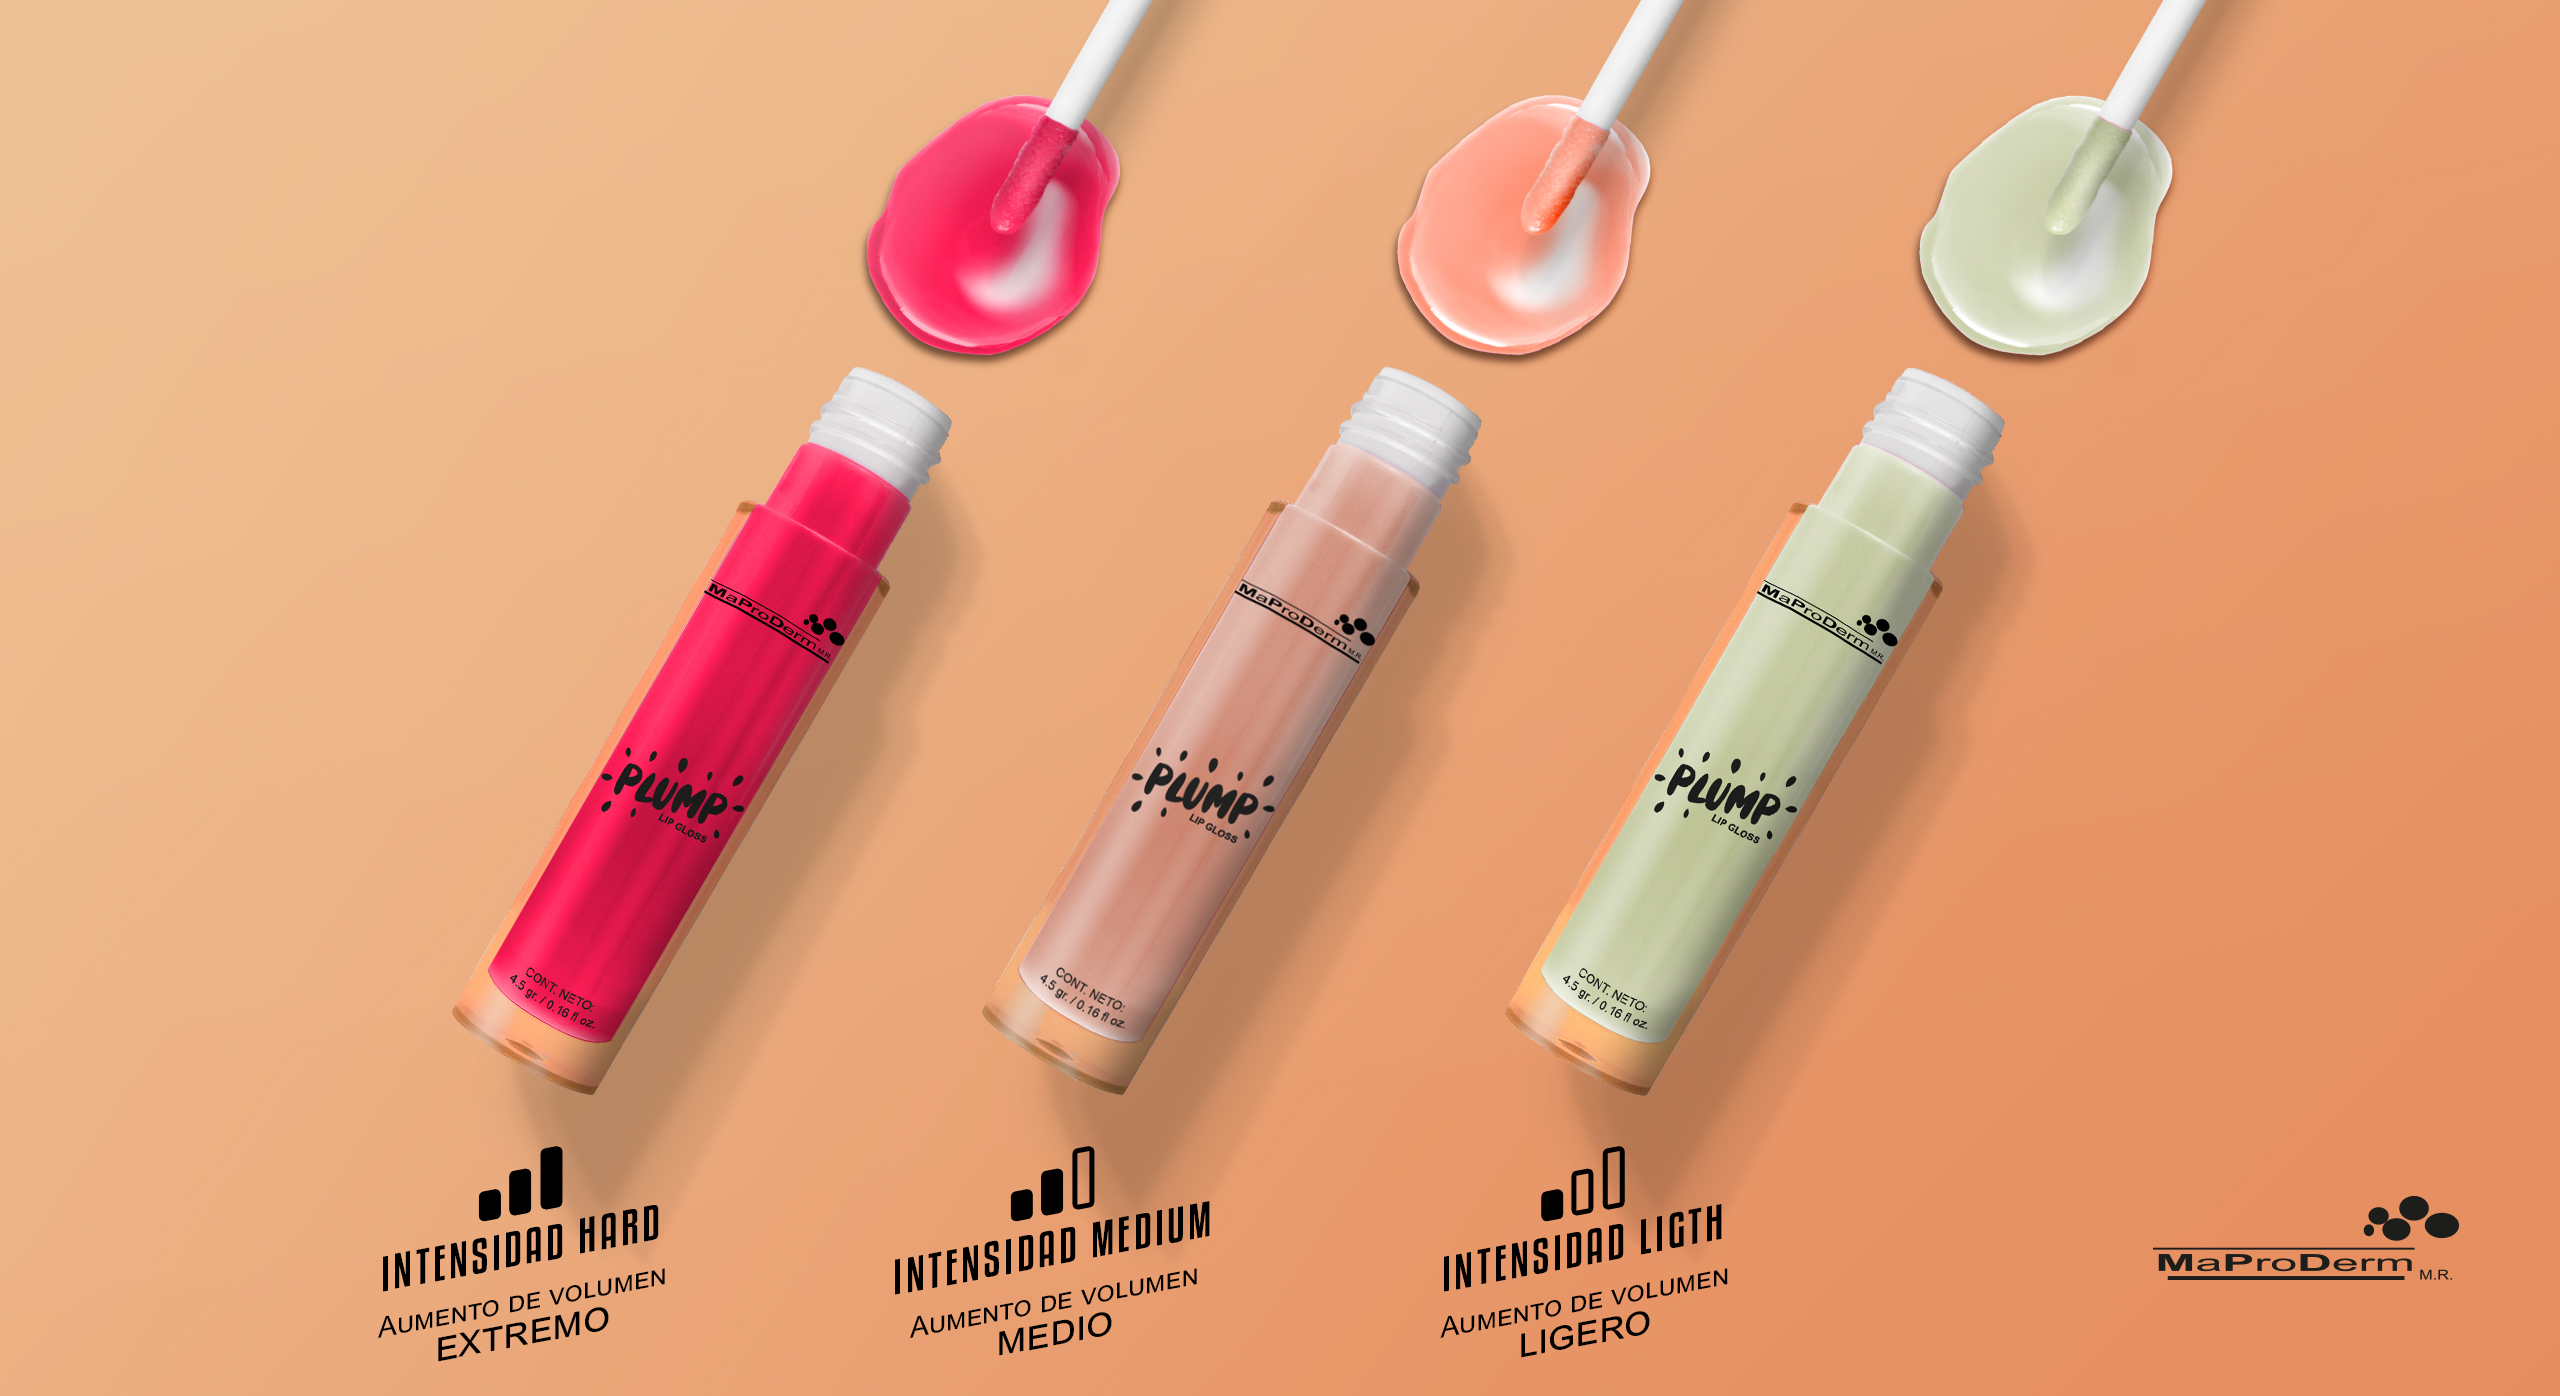 MaProDerm M.R.
PLUMP
LIP GLOSS
CONT. NETO:
4.5 gr. / 0.16 fl oz.
MaProDerm M.R.
PLUMP
LIP GLOSS
CONT. NETO:
4.5 gr. / 0.16 fl oz.
MaProDerm M.R.
PLUMP
LIP GLOSS
CONT. NETO:
4.5 gr. / 0.16 fl oz.
INTENSIDAD HARD
AUMENTO DE VOLUMEN
EXTREMO
INTENSIDAD MEDIUM
AUMENTO DE VOLUMEN
MEDIO
INTENSIDAD LIGTH
AUMENTO DE VOLUMEN
LIGERO
MaProDerm M.R.